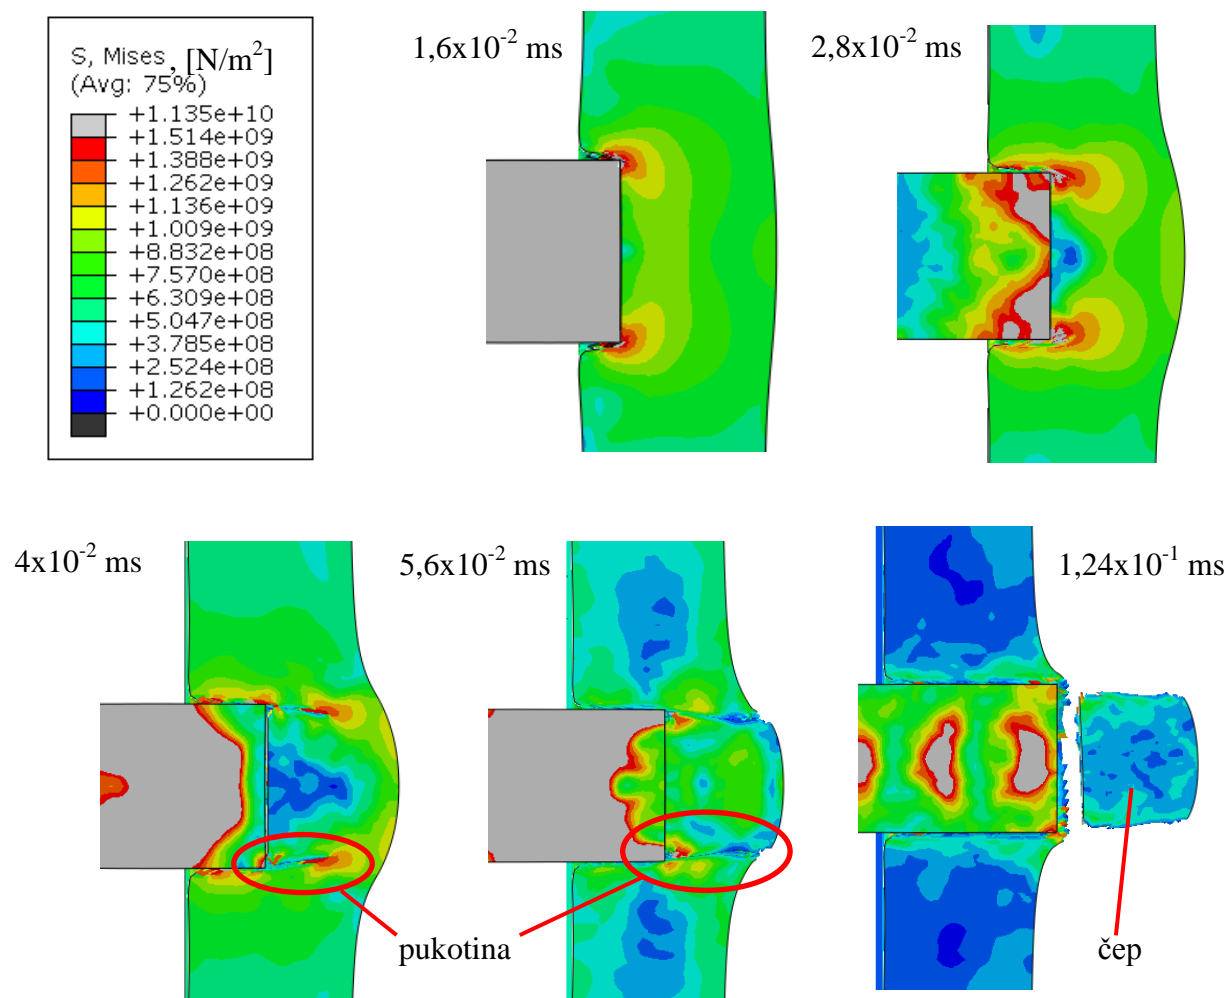 S, Mises, [N/m²]
(Avg: 75%)
+1.135e+10
+1.514e+09
+1.388e+09
+1.262e+09
+1.136e+09
+1.009e+09
+8.832e+08
+7.570e+08
+6.309e+08
+5.047e+08
+3.785e+08
+2.524e+08
+1.262e+08
+0.000e+00
1,6x10⁻² ms
2,8x10⁻² ms
4x10⁻² ms
5,6x10⁻² ms
1,24x10⁻¹ ms
pukotina
čep